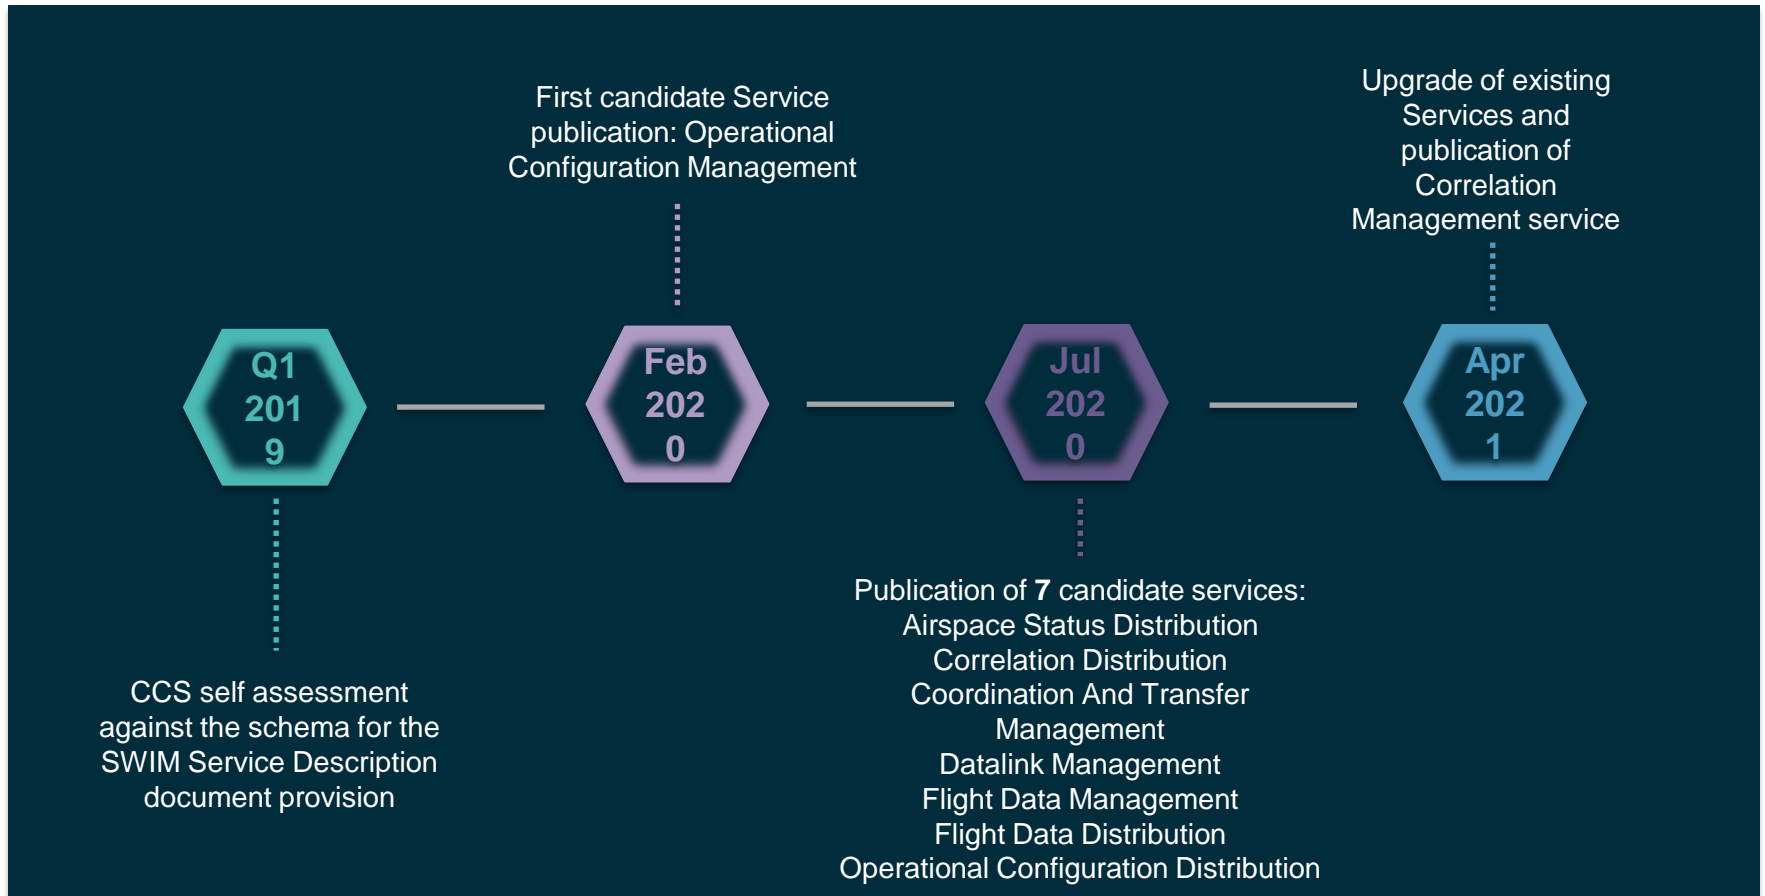 First candidate Service
publication: Operational
Configuration Management
Upgrade of existing
Services and
publication of
Correlation
Management service
Q1
201
9
Feb
202
0
Jul
202
0
Apr
202
1
CCS self assessment
against the schema for the
SWIM Service Description
document provision
Publication of 7 candidate services:
Airspace Status Distribution
Correlation Distribution
Coordination And Transfer
Management
Datalink Management
Flight Data Management
Flight Data Distribution
Operational Configuration Distribution